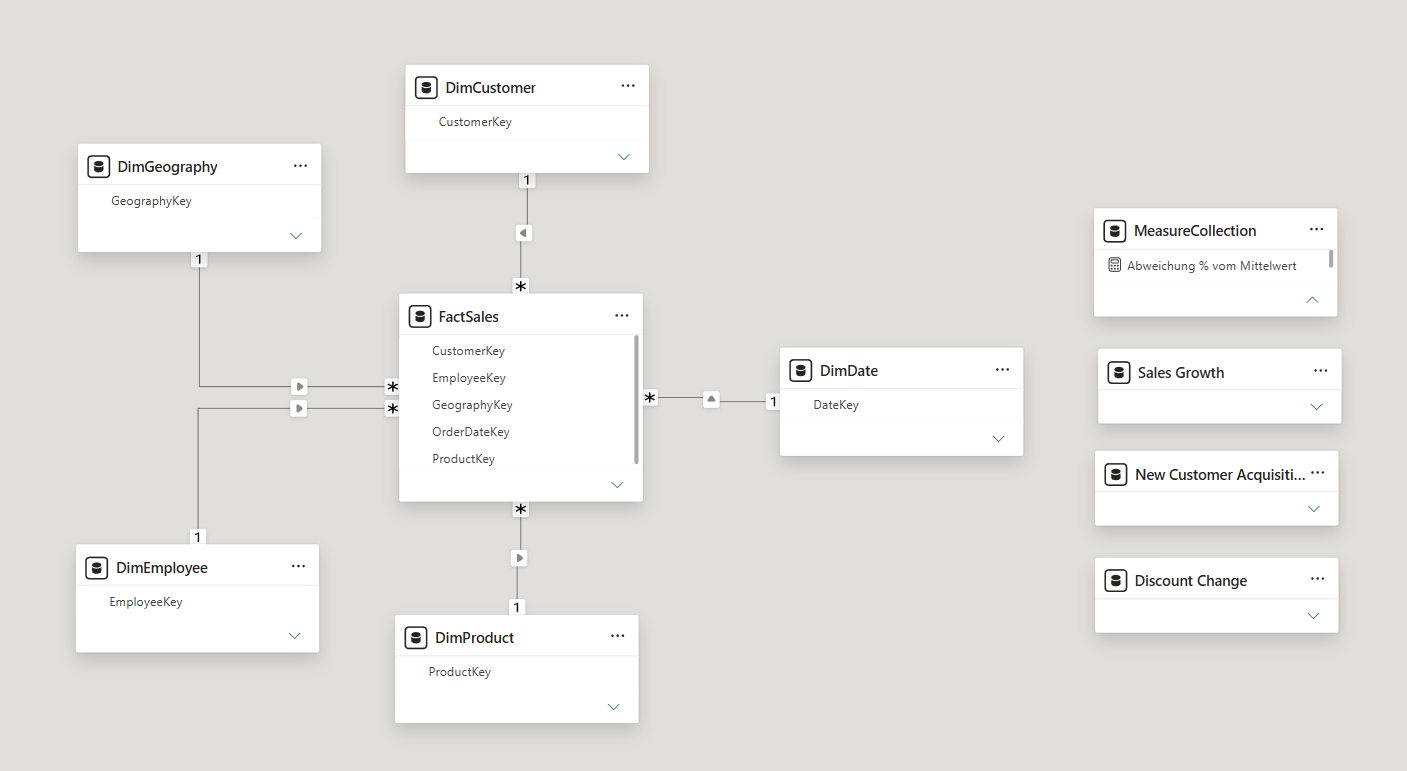 DimCustomer
CustomerKey
1
DimGeography
GeographyKey
1
*
FactSales
CustomerKey
EmployeeKey
GeographyKey
OrderDateKey
ProductKey
*
*
*
1
DimDate
DateKey
*
1
DimEmployee
EmployeeKey
1
DimProduct
ProductKey
MeasureCollection
Abweichung % vom Mittelwert
Sales Growth
New Customer Acquisiti...
Discount Change